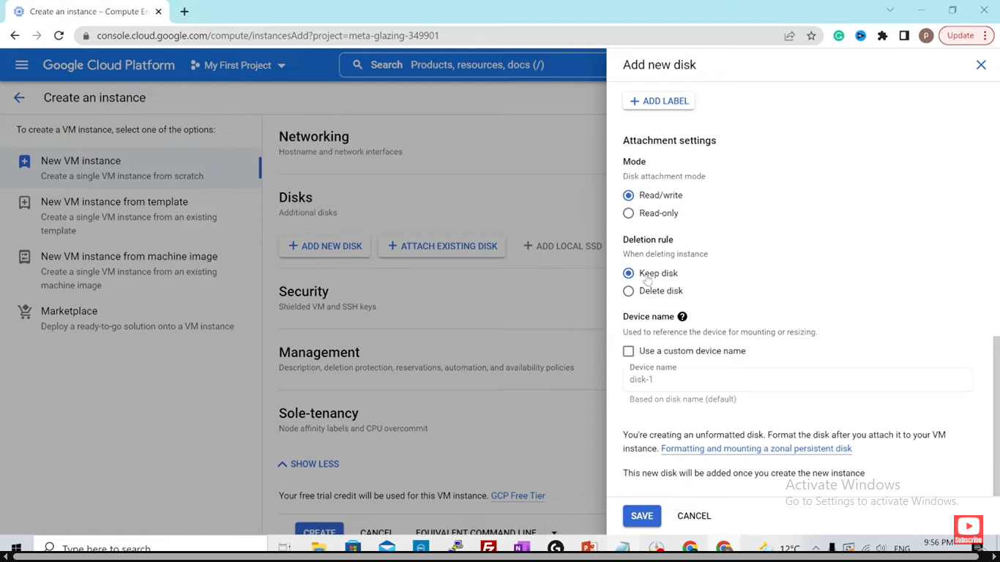 Create an instance – Compute En
console.cloud.google.com/compute/instancesAdd?project=meta-glazing-349901
p
Update
Google Cloud Platform
My First Project
Search Products, resources, docs (/)
Create an instance
To create a VM instance, select one of the options:
New VM instance
Create a single VM instance from scratch
New VM instance from template
Create a single VM instance from an existing
template
New VM instance from machine image
Create a single VM instance from an existing
machine image
Marketplace
Deploy a ready-to-go solution onto a VM instance
Networking
Hostname and network interfaces
Disks
Additional disks
ADD NEW DISK
ATTACH EXISTING DISK
ADD LOCAL SSD
Security
Shielded VM and SSH keys
Management
Description, deletion protection, reservations, automation, and availability policies
Sole-tenancy
Node affinity labels and CPU overcommit
SHOW LESS
Your free trial credit will be used for this VM instance. GCP Free Tier
CREATE
CANCEL
EQUIVALENT COMMAND LINE
Add new disk
ADD LABEL
Attachment settings
Mode
Disk attachment mode
Read/write
Read-only
Deletion rule
When deleting instance
Keep disk
Delete disk
Device name
Used to reference the device for mounting or resizing.
Use a custom device name
Device name
disk-1
Based on disk name (default)
You're creating an unformatted disk. Format the disk after you attach it to your VM
instance. Formatting and mounting a zonal persistent disk
This new disk will be added once you create the new instance
Activate Windows
Go to Settings to activate Windows.
SAVE
CANCEL
Subscribe
Type here to search
12°C
ENG
9:56 PM